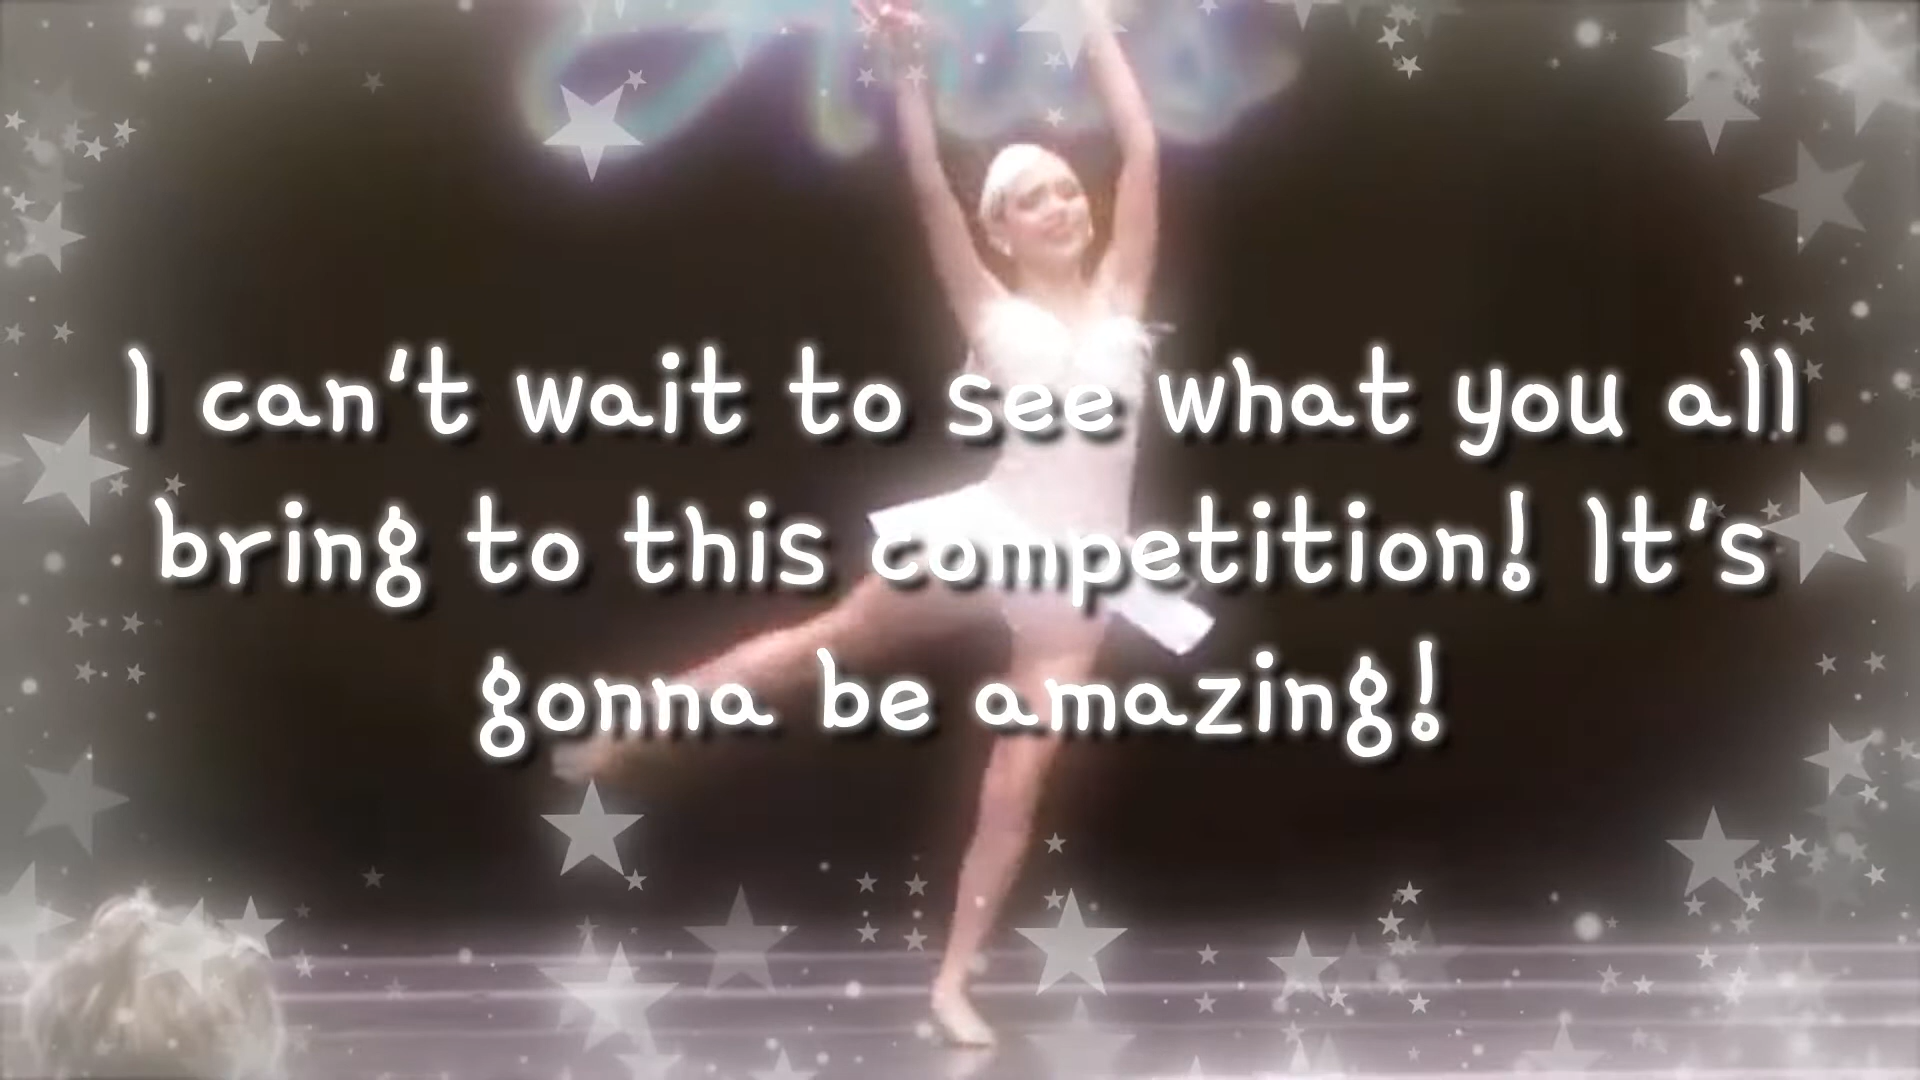 I can't wait to see what you all
bring to this competition! It's
gonna be amazing!